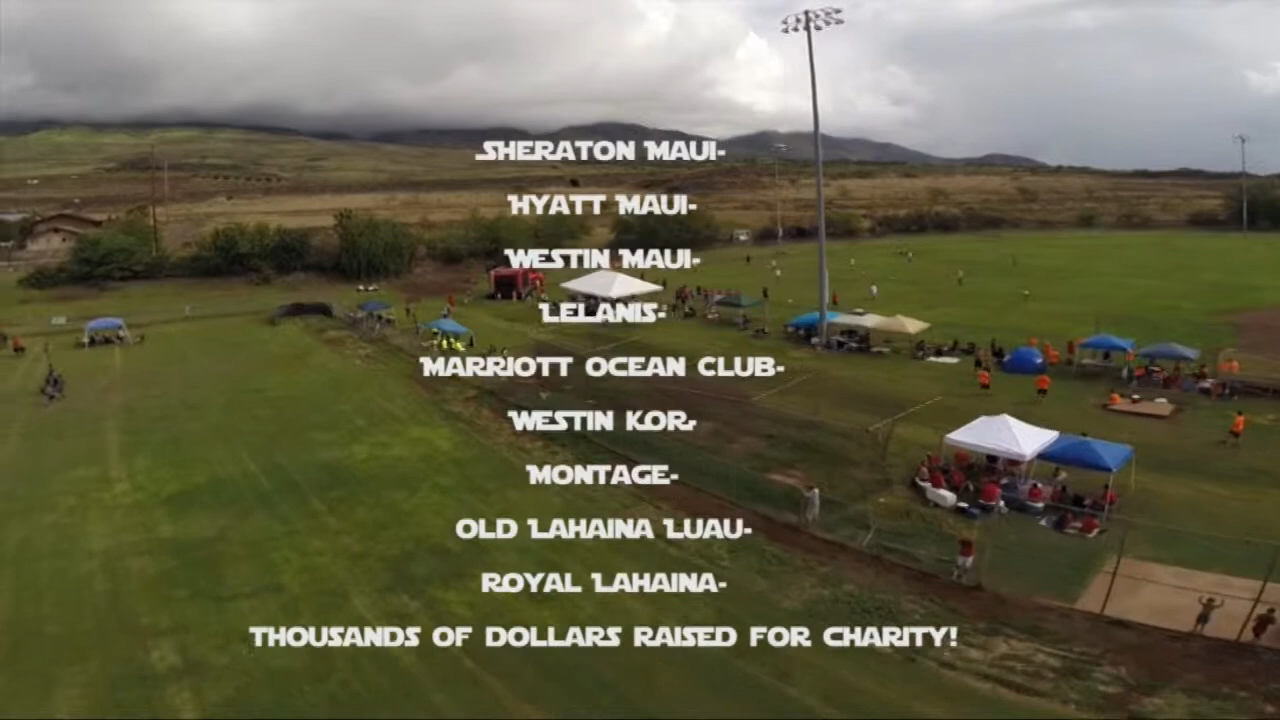 Sheraton Maui-
Hyatt Maui-
Westin Maui-
Lelanis-
Marriott Ocean Club-
Westin KOR-
Montage-
Old Lahaina Luau-
Royal Lahaina-
Thousands of dollars raised for charity!